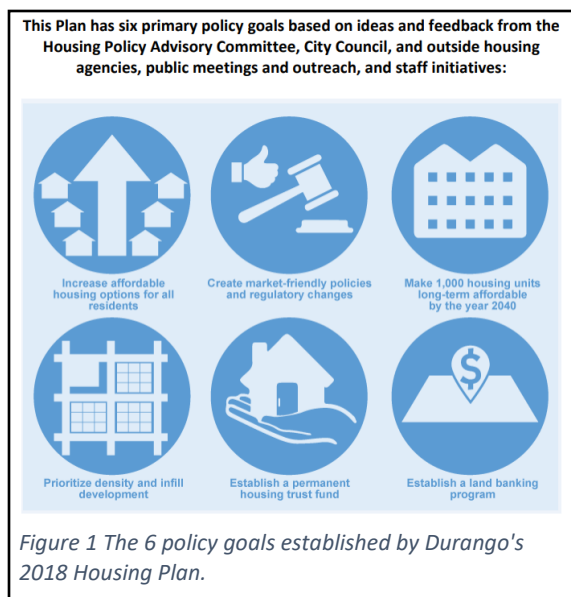 This Plan has six primary policy goals based on ideas and feedback from the
Housing Policy Advisory Committee, City Council, and outside housing
agencies, public meetings and outreach, and staff initiatives:
Increase affordable
housing options for all
residents
Create market-friendly policies
and regulatory changes
Make 1,000 housing units
long-term affordable
by the year 2040
$
Prioritize density and infill
development
Establish a permanent
housing trust fund
Establish a land banking
program
Figure 1 The 6 policy goals established by Durango's
2018 Housing Plan.